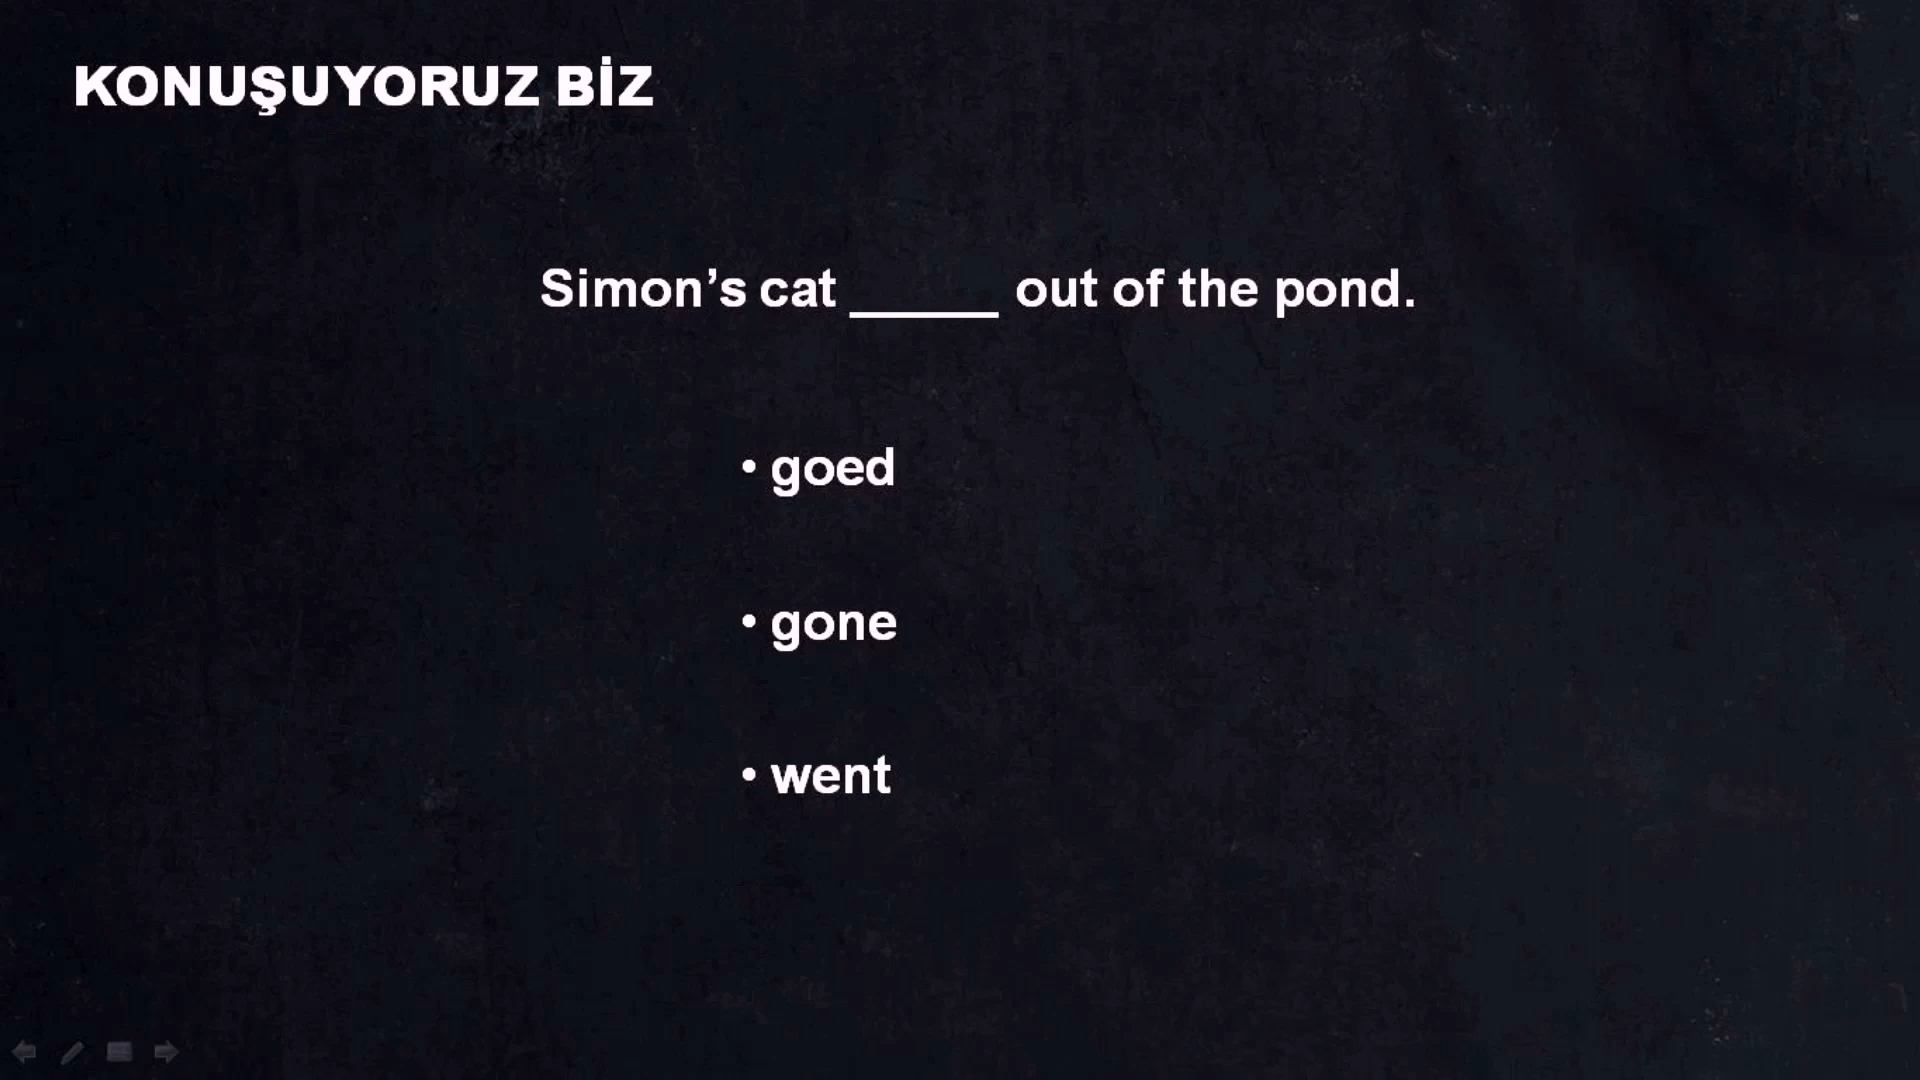 KONUŞUYORUZ BİZ
Simon’s cat _____ out of the pond.
• goed
• gone
• went